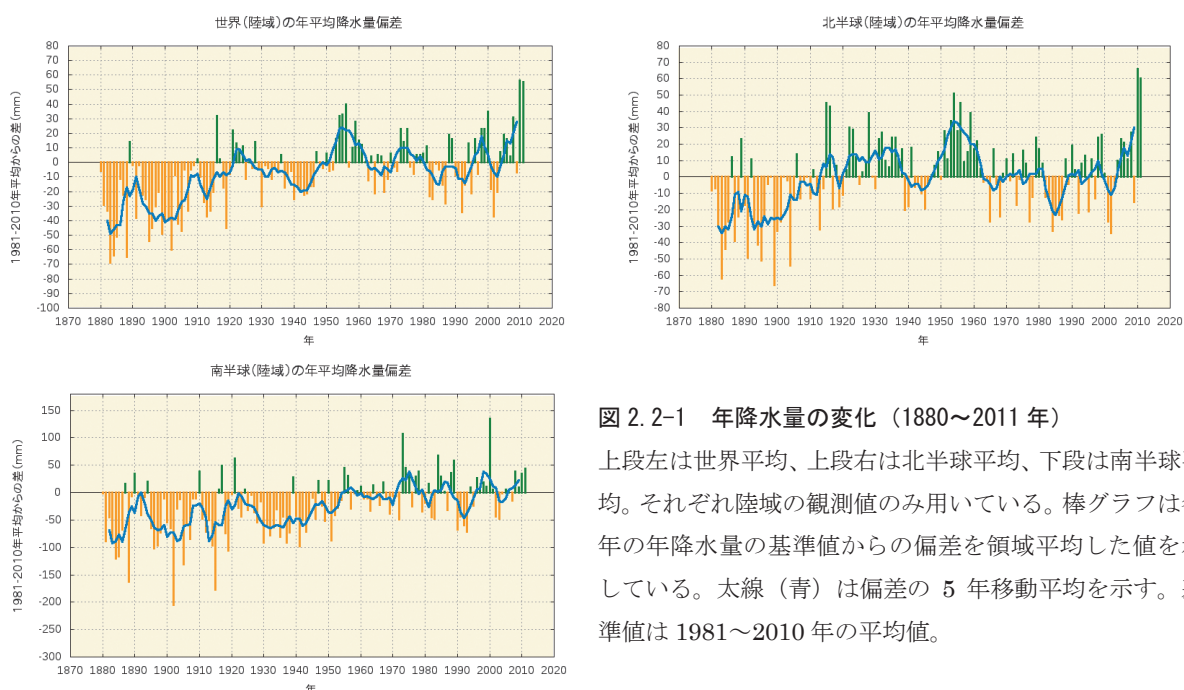 世界(陸域)の年平均降水量偏差
1981-2010年平均からの差(mm)
80
70
60
50
40
30
20
10
0
-10
-20
-30
-40
-50
-60
-70
-80
-90
-100
1870 1880 1890 1900 1910 1920 1930 1940 1950 1960 1970 1980 1990 2000 2010 2020
年
北半球(陸域)の年平均降水量偏差
1981-2010年平均からの差(mm)
80
70
60
50
40
30
20
10
0
-10
-20
-30
-40
-50
-60
-70
-80
1870 1880 1890 1900 1910 1920 1930 1940 1950 1960 1970 1980 1990 2000 2010 2020
年
南半球(陸域)の年平均降水量偏差
1981-2010年平均からの差(mm)
150
100
50
0
-50
-100
-150
-200
-250
-300
1870 1880 1890 1900 1910 1920 1930 1940 1950 1960 1970 1980 1990 2000 2010 2020
年
図 2.2-1 年降水量の変化(1880~2011 年)
上段左は世界平均、上段右は北半球平均、下段は南半球
均。それぞれ陸域の観測値のみ用いている。棒グラフは
年の年降水量の基準値からの偏差を領域平均した値を
している。太線(青)は偏差の 5 年移動平均を示す。
準値は 1981~2010 年の平均値。